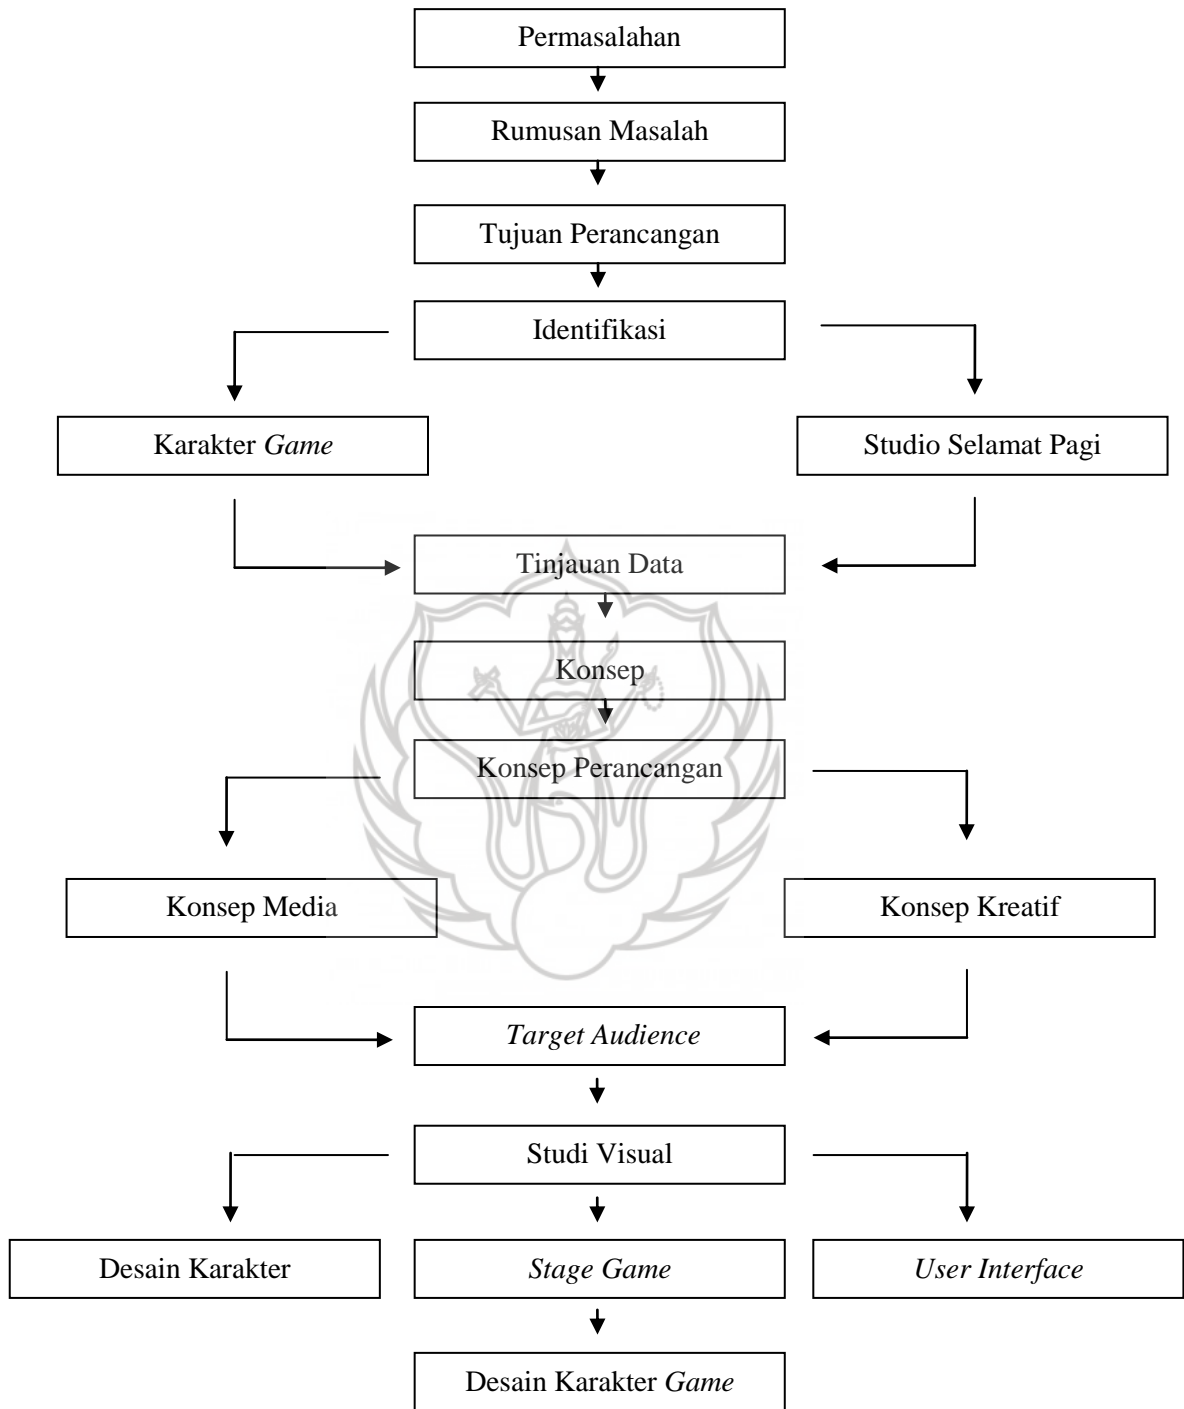 Permasalahan
Rumusan Masalah
Tujuan Perancangan
Identifikasi
Karakter Game
Studio Selamat Pagi
Tinjauan Data
Konsep
Konsep Perancangan
Konsep Media
Konsep Kreatif
Target Audience
Studi Visual
Desain Karakter
Stage Game
User Interface
Desain Karakter Game